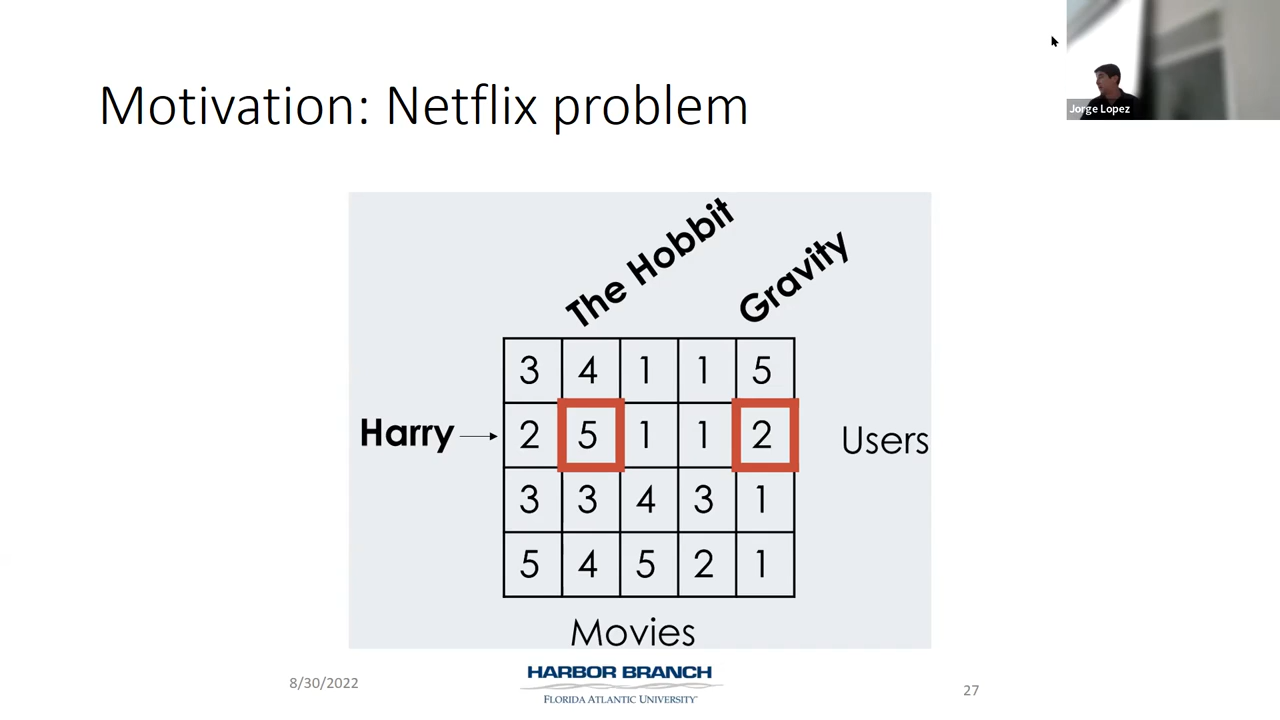 Jorge Lopez
Motivation: Netflix problem
The Hobbit
Gravity
3 4 1 1 5
Harry 2 5 1 1 2 Users
3 3 4 3 1
5 4 5 2 1
Movies
8/30/2022
HARBOR BRANCH
FLORIDA ATLANTIC UNIVERSITY
27